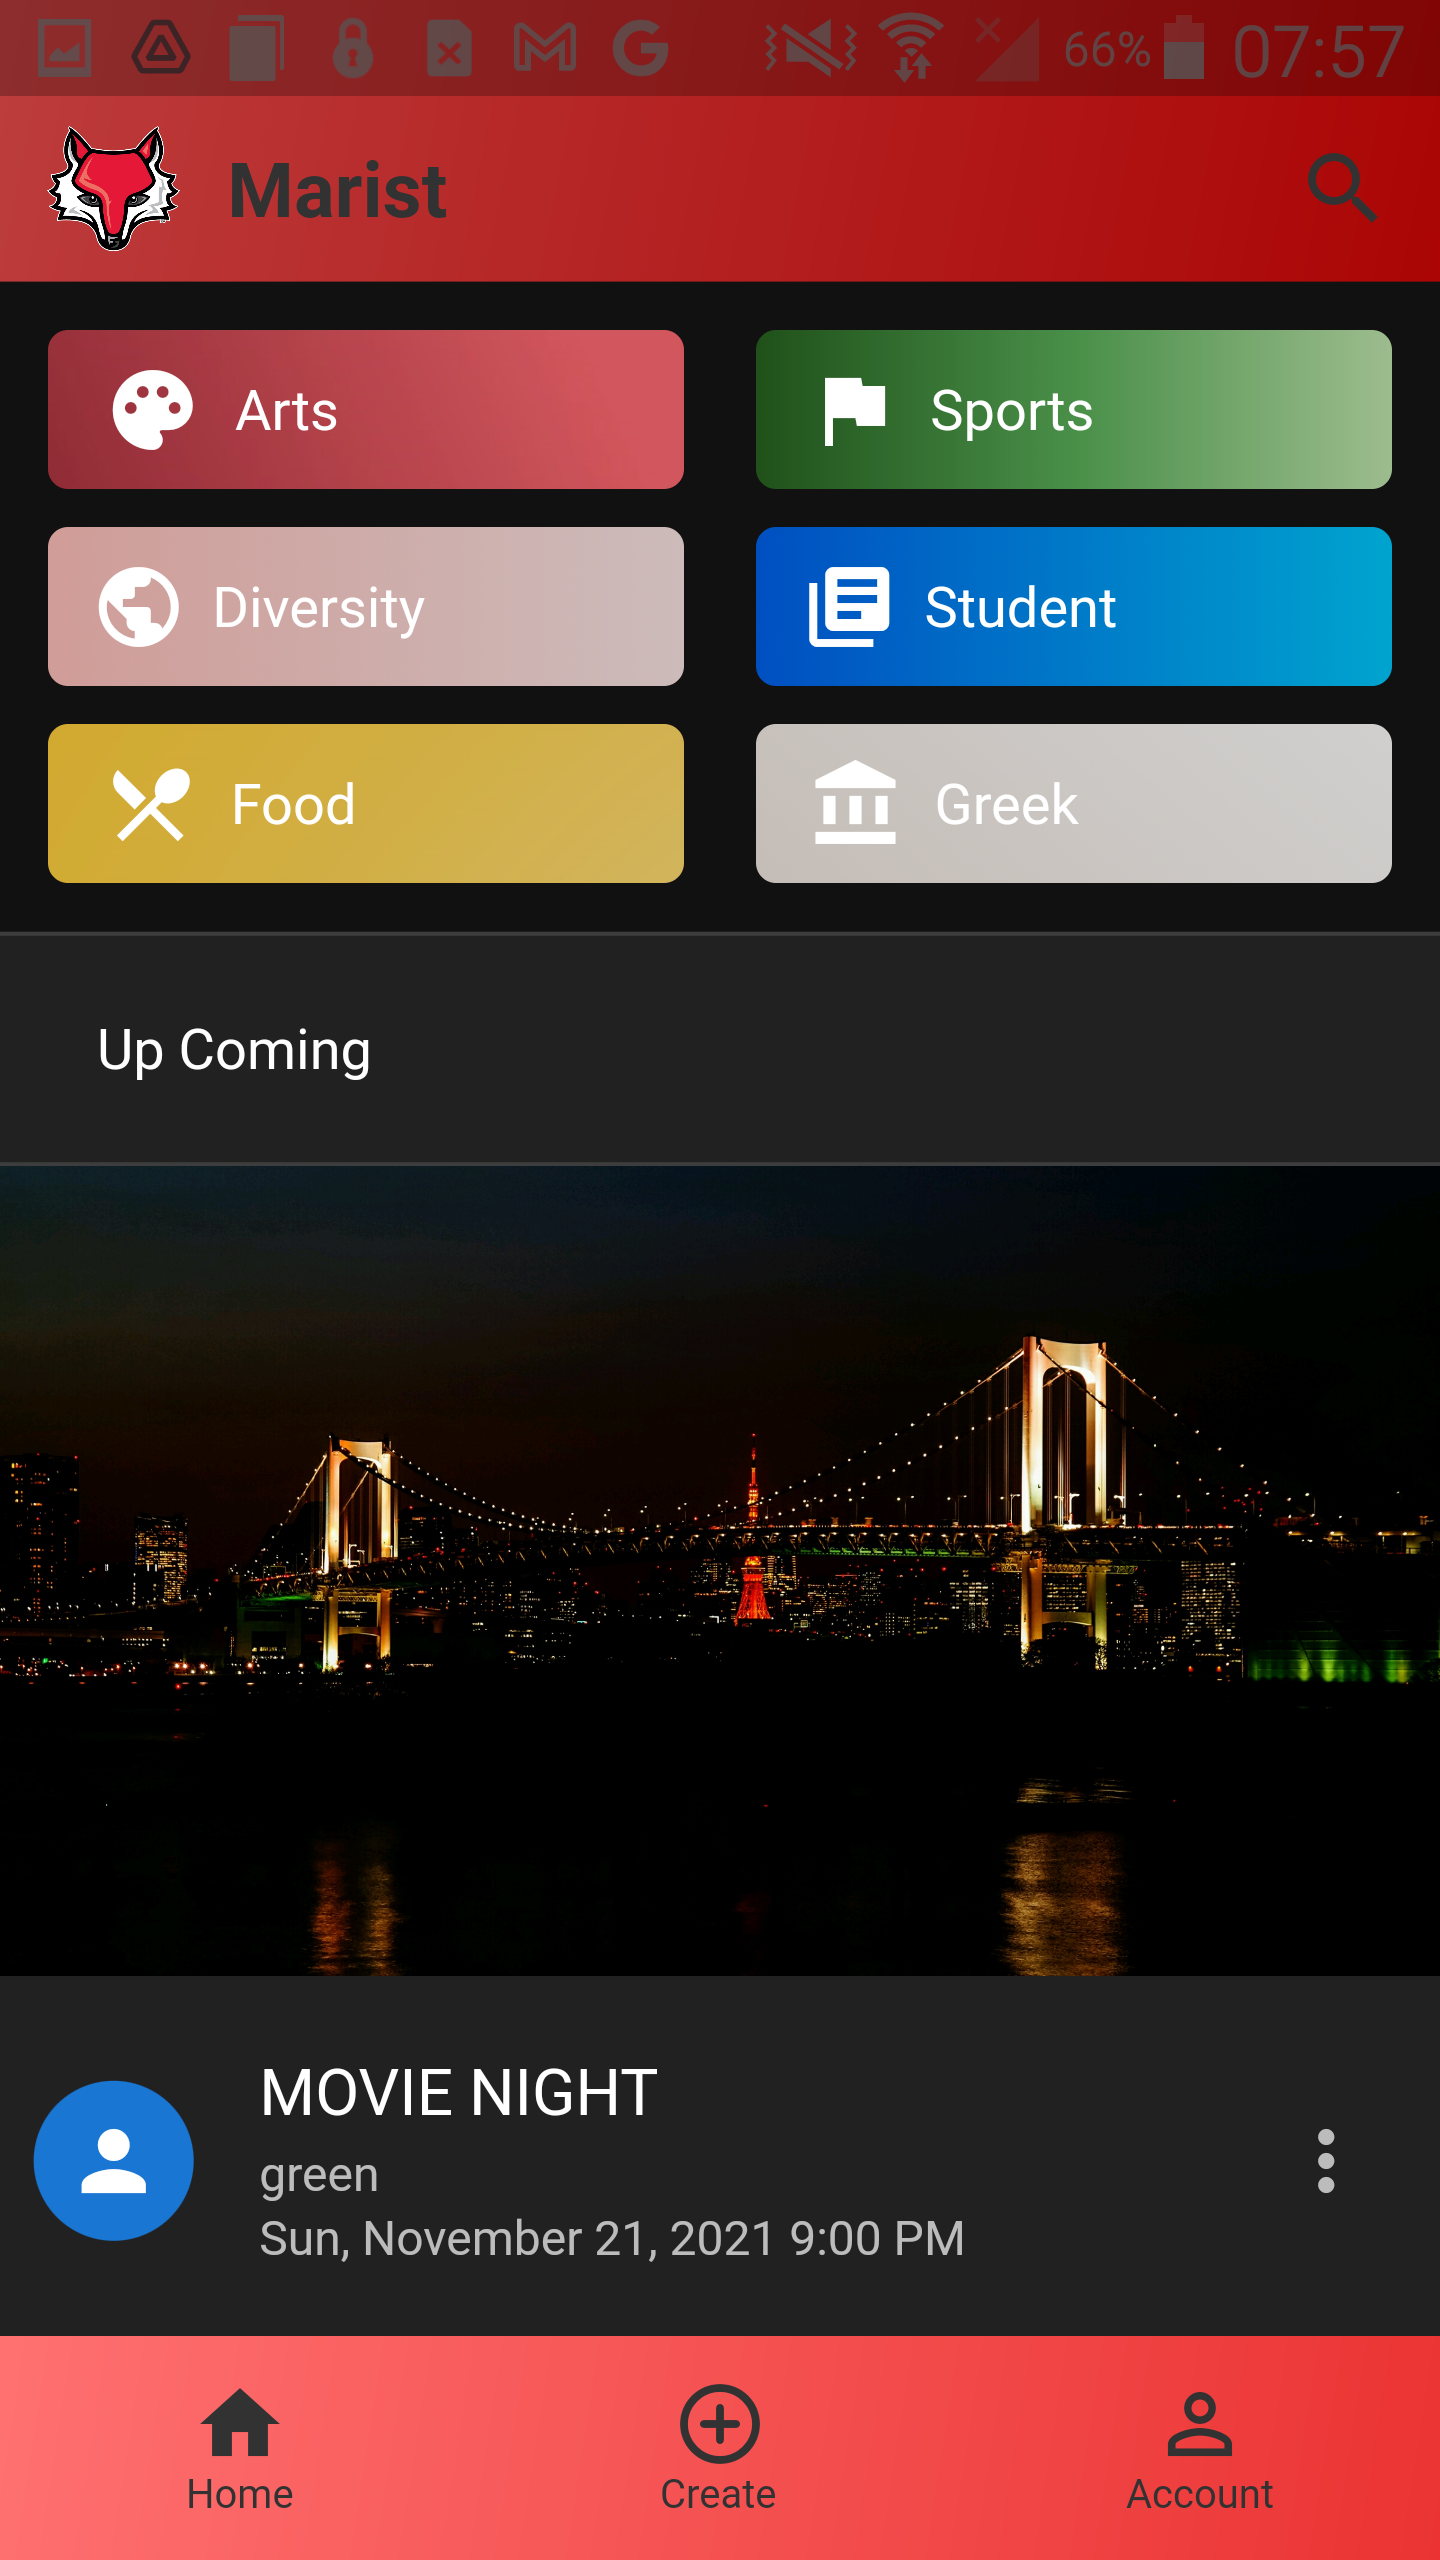 66% 07:57
Marist
Arts
Sports
Diversity
Student
Food
Greek
Up Coming
MOVIE NIGHT
green
Sun, November 21, 2021 9:00 PM
Home
Create
Account